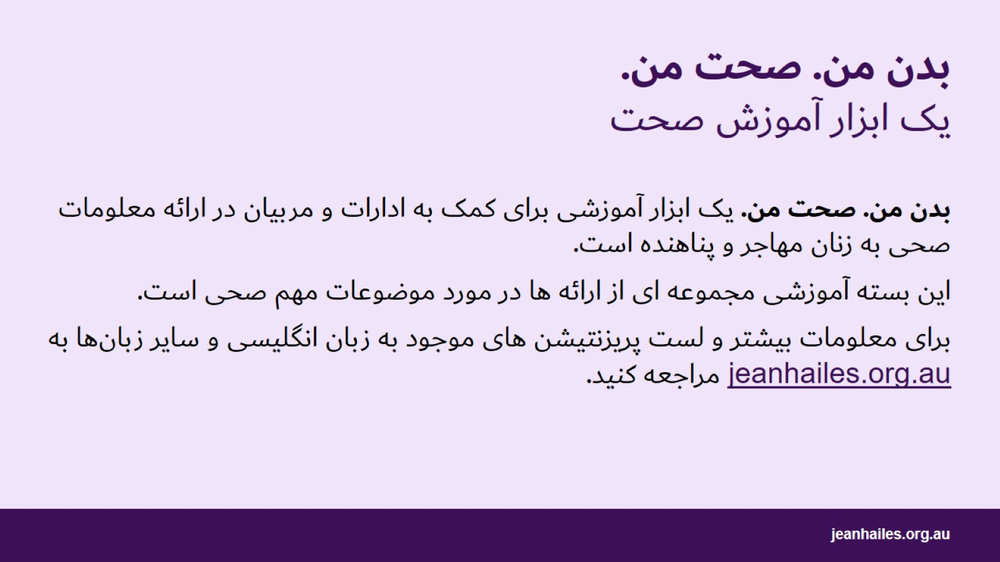 بدن من. صحت من.
یک ابزار آموزش صحت
بدن من. صحت من. یک ابزار آموزشی برای کمک به ادارات و مربیان در ارائه معلومات
صحی به زنان مهاجر و پناهنده است.
این بسته آموزشی مجموعه ای از ارائه ها در مورد موضوعات مهم صحی است.
برای معلومات بیشتر و لست پریزنتیشن های موجود به زبان انگلیسی و سایر زبان‌ها به
jeanhailes.org.au مراجعه کنید.
jeanhailes.org.au